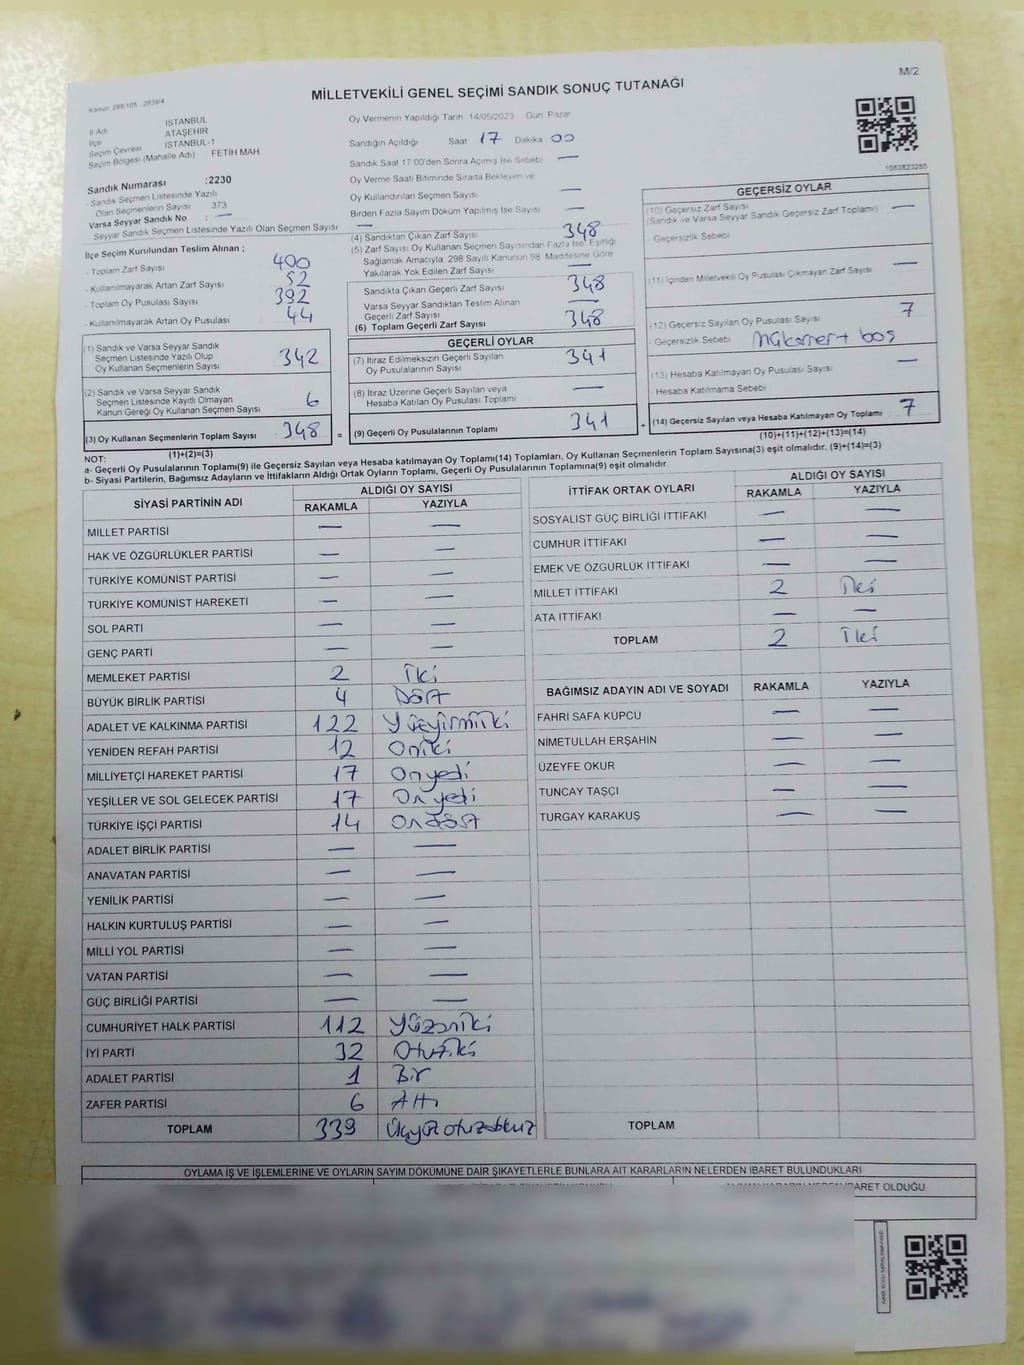 M/2
Kanun: 298/105 2839/4
MİLLETVEKİLİ GENEL SEÇİMİ SANDIK SONUÇ TUTANAĞI
İl Adı İSTANBUL
İlçe ATAŞEHİR
Seçim Çevresi İSTANBUL-1
Seçim Bölgesi (Mahalle Adı) FETİH MAH
Sandık Numarası :2230
- Sandık Seçmen Listesinde Yazılı
Olan Seçmenlerin Sayısı 373
Varsa Seyyar Sandık No : —
- Seyyar Sandık Seçmen Listesinde Yazılı Olan Seçmen Sayısı : —
İlçe Seçim Kurulundan Teslim Alınan ;
- Toplam Zarf Sayısı 400
- Kullanılmayarak Artan Zarf Sayısı 52
- Toplam Oy Pusulası Sayısı 392
- Kullanılmayarak Artan Oy Pusulası 44
(1) Sandık ve Varsa Seyyar Sandık
Seçmen Listesinde Yazılı Olup
Oy Kullanan Seçmenlerin Sayısı 342
(2) Sandık ve Varsa Seyyar Sandık
Seçmen Listesinde Kayıtlı Olmayan
Kanun Gereği Oy Kullanan Seçmen Sayısı 6
(3) Oy Kullanan Seçmenlerin Toplam Sayısı 348 =
(1)+(2)=(3)
Oy Vermenin Yapıldığı Tarih 14/05/2023 Gün: Pazar
Sandığın Açıldığı Saat 17 Dakika 00
Sandık Saat 17:00'den Sonra Açılmış İse Sebebi —
Oy Verme Saati Bitiminde Sırada Bekleyen ve
Oy Kullandırılan Seçmen Sayısı —
Birden Fazla Sayım Döküm Yapılmış İse Sayısı —
(4) Sandıktan Çıkan Zarf Sayısı 348
(5) Zarf Sayısı Oy Kullanan Seçmen Sayısından Fazla İse, Eşitliği
Sağlamak Amacıyla, 298 Sayılı Kanunun 98. Maddesine Göre
Yakılarak Yok Edilen Zarf Sayısı —
Sandıkta Çıkan Geçerli Zarf Sayısı 348
Varsa Seyyar Sandıktan Teslim Alınan
Geçerli Zarf Sayısı —
(6) Toplam Geçerli Zarf Sayısı 348
GEÇERLİ OYLAR
(7) İtiraz Edilmeksizin Geçerli Sayılan
Oy Pusulalarının Sayısı 341
(8) İtiraz Üzerine Geçerli Sayılan veya
Hesaba Katılan Oy Pusulası Toplamı —
(9) Geçerli Oy Pusulalarının Toplamı 341 +
1083823285
GEÇERSİZ OYLAR
(10) Geçersiz Zarf Sayısı
(Sandık ve Varsa Seyyar Sandık Geçersiz Zarf Toplamı) —
- Geçersizlik Sebebi
(11) İçinden Milletvekili Oy Pusulası Çıkmayan Zarf Sayısı —
(12) Geçersiz Sayılan Oy Pusulası Sayısı 7
- Geçersizlik Sebebi + boş
(13) Hesaba Katılmayan Oy Pusulası Sayısı —
Hesaba Katılmama Sebebi
(14) Geçersiz Sayılan veya Hesaba Katılmayan Oy Toplamı 7
(10)+(11)+(12)+(13)=(14)
NOT:
a- Geçerli Oy Pusulalarının Toplamı(9) ile Geçersiz Sayılan veya Hesaba katılmayan Oy Toplamı(14) Toplamları, Oy Kullanan Seçmenlerin Toplam Sayısına(3) eşit olmalıdır. (9)+(14)=(3)
b- Siyasi Partilerin, Bağımsız Adayların ve İttifakların Aldığı Ortak Oyların Toplamı, Geçerli Oy Pusulalarının Toplamına(9) eşit olmalıdır.
SİYASİ PARTİNİN ADI ALDIĞI OY SAYISI
RAKAMLA YAZIYLA
MİLLET PARTİSİ — —
HAK VE ÖZGÜRLÜKLER PARTİSİ — —
TÜRKİYE KOMÜNİST PARTİSİ — —
TÜRKİYE KOMÜNİST HAREKETİ — —
SOL PARTİ — —
GENÇ PARTİ — —
MEMLEKET PARTİSİ 2 İki
BÜYÜK BİRLİK PARTİSİ 4 Dört
ADALET VE KALKINMA PARTİSİ 122 Yüzyirmiiki
YENİDEN REFAH PARTİSİ 12 Oniki
MİLLİYETÇİ HAREKET PARTİSİ 17 Onyedi
YEŞİLLER VE SOL GELECEK PARTİSİ 17 Onyedi
TÜRKİYE İŞÇİ PARTİSİ 14 Ondört
ADALET BİRLİK PARTİSİ — —
ANAVATAN PARTİSİ — —
YENİLİK PARTİSİ — —
HALKIN KURTULUŞ PARTİSİ — —
MİLLİ YOL PARTİSİ — —
VATAN PARTİSİ — —
GÜÇ BİRLİĞİ PARTİSİ — —
CUMHURİYET HALK PARTİSİ 112 Yüzoniki
İYİ PARTİ 32 Otuziki
ADALET PARTİSİ 1 Bir
ZAFER PARTİSİ 6 Altı
TOPLAM 339 Üçyüzotuzdokuz
İTTİFAK ORTAK OYLARI ALDIĞI OY SAYISI
RAKAMLA YAZIYLA
SOSYALİST GÜÇ BİRLİĞİ İTTİFAKI — —
CUMHUR İTTİFAKI — —
EMEK VE ÖZGÜRLÜK İTTİFAKI — —
MİLLET İTTİFAKI 2 İki
ATA İTTİFAKI — —
TOPLAM 2 İki
BAĞIMSIZ ADAYIN ADI VE SOYADI RAKAMLA YAZIYLA
FAHRİ SAFA KÜPCÜ — —
NİMETULLAH ERŞAHIN — —
ÜZEYFE OKUR — —
TUNCAY TAŞÇI — —
TURGAY KARAKUŞ — —
TOPLAM
OYLAMA İŞ VE İŞLEMLERİNE VE OYLARIN SAYIM DÖKÜMÜNE DAİR ŞİKAYETLERLE BUNLARA AİT KARARLARIN NELERDEN İBARET BULUNDUKLARI
İBARET OLDUĞU